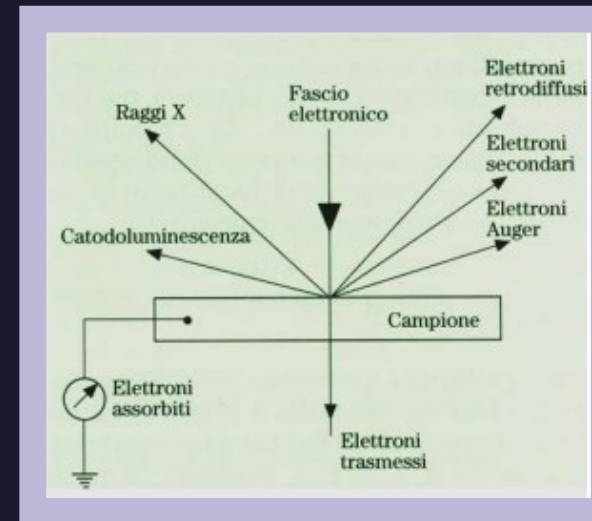 Elettroni
retrodiffusi
Fascio
elettronico
Raggi X
Elettroni
secondari
Elettroni
Auger
Catodoluminescenza
Campione
Elettroni
assorbiti
Elettroni
trasmessi